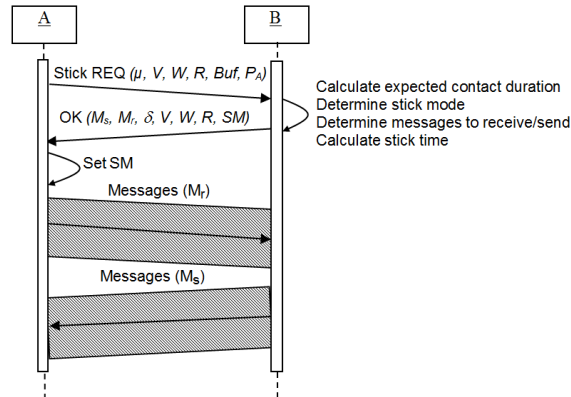 A
B
Stick REQ (μ, V, W, R, Buf, PA)
Calculate expected contact duration
Determine stick mode
Determine messages to receive/send
Calculate stick time
OK (Ms, Mr, δ, V, W, R, SM)
Set SM
Messages (Mr)
Messages (Ms)